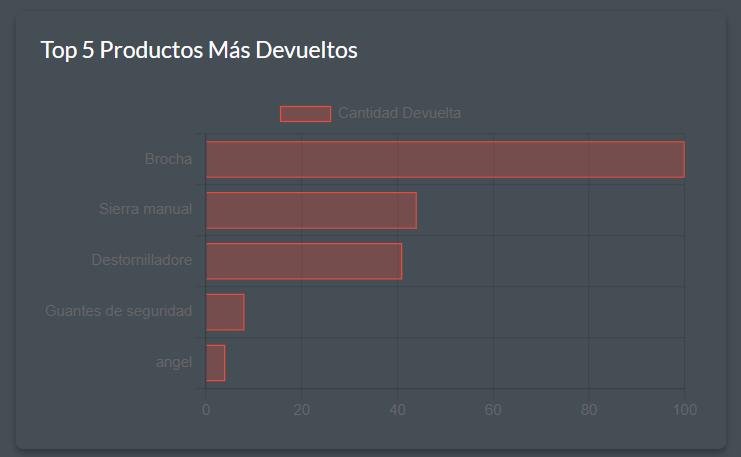 Top 5 Productos Más Devueltos
Cantidad Devuelta
Brocha
Sierra manual
Destornilladore
Guantes de seguridad
angel
0 20 40 60 80 100